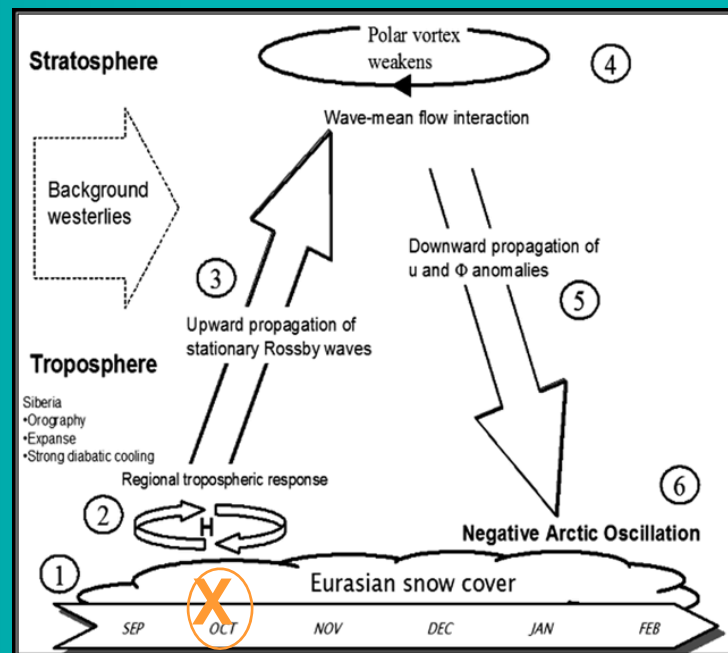 Polar vortex
weakens
Stratosphere
4
Wave-mean flow interaction
Background
westerlies
Downward propagation of
u and Φ anomalies
3
5
Upward propagation of
stationary Rossby waves
Troposphere
Siberia
•Orography
•Expanse
•Strong diabatic cooling
Regional tropospheric response
6
2
H
Negative Arctic Oscillation
1
Eurasian snow cover
X
SEP OCT NOV DEC JAN FEB